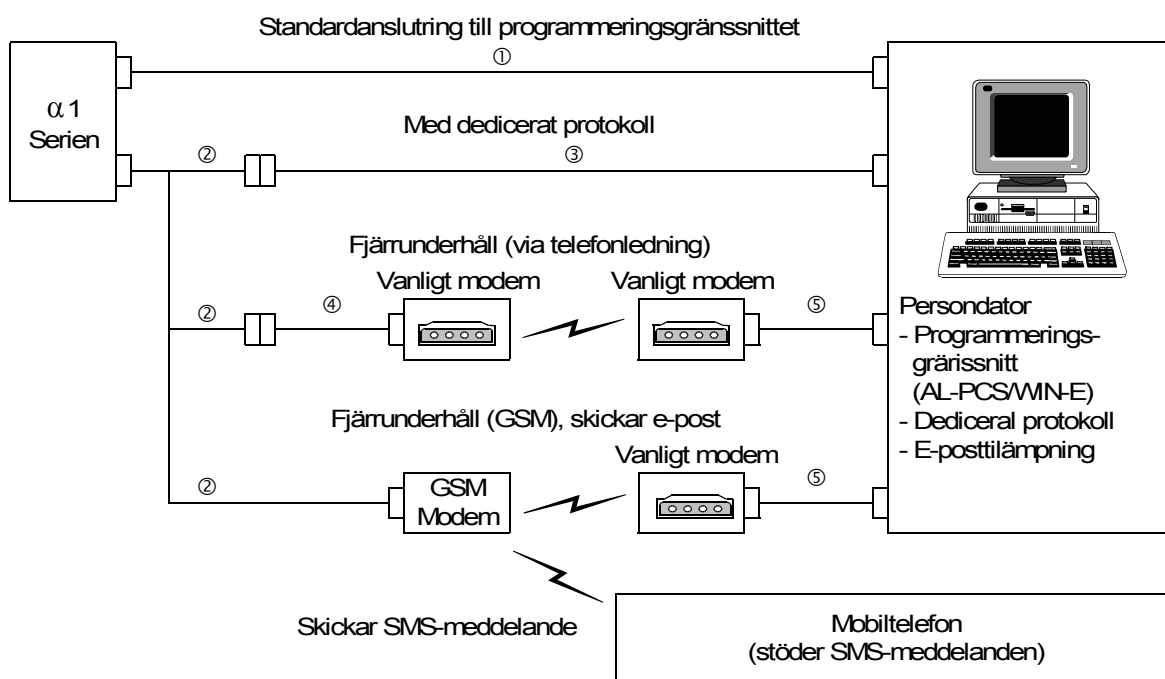 Standardanslutring till programmeringsgränssnittet
①
α1
Serien
Med dedicerat protokoll
②
③
Fjärrunderhåll (via telefonledning)
Vanligt modem
Vanligt modem
②
④
⑤
Persondator
- Programmerings-
grärissnitt
(AL-PCS/WIN-E)
- Dediceral protokoll
- E-posttilämpning
Fjärrunderhåll (GSM), skickar e-post
Vanligt modem
②
GSM
Modem
⑤
Skickar SMS-meddelande
Mobiltelefon
(stöder SMS-meddelanden)